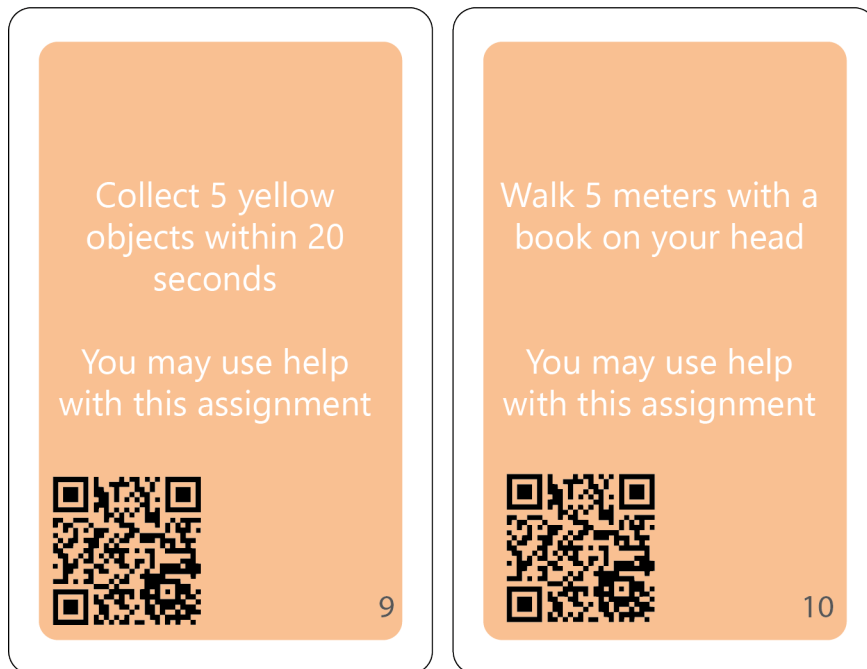 Collect 5 yellow
objects within 20
seconds
You may use help
with this assignment
9
Walk 5 meters with a
book on your head
You may use help
with this assignment
10